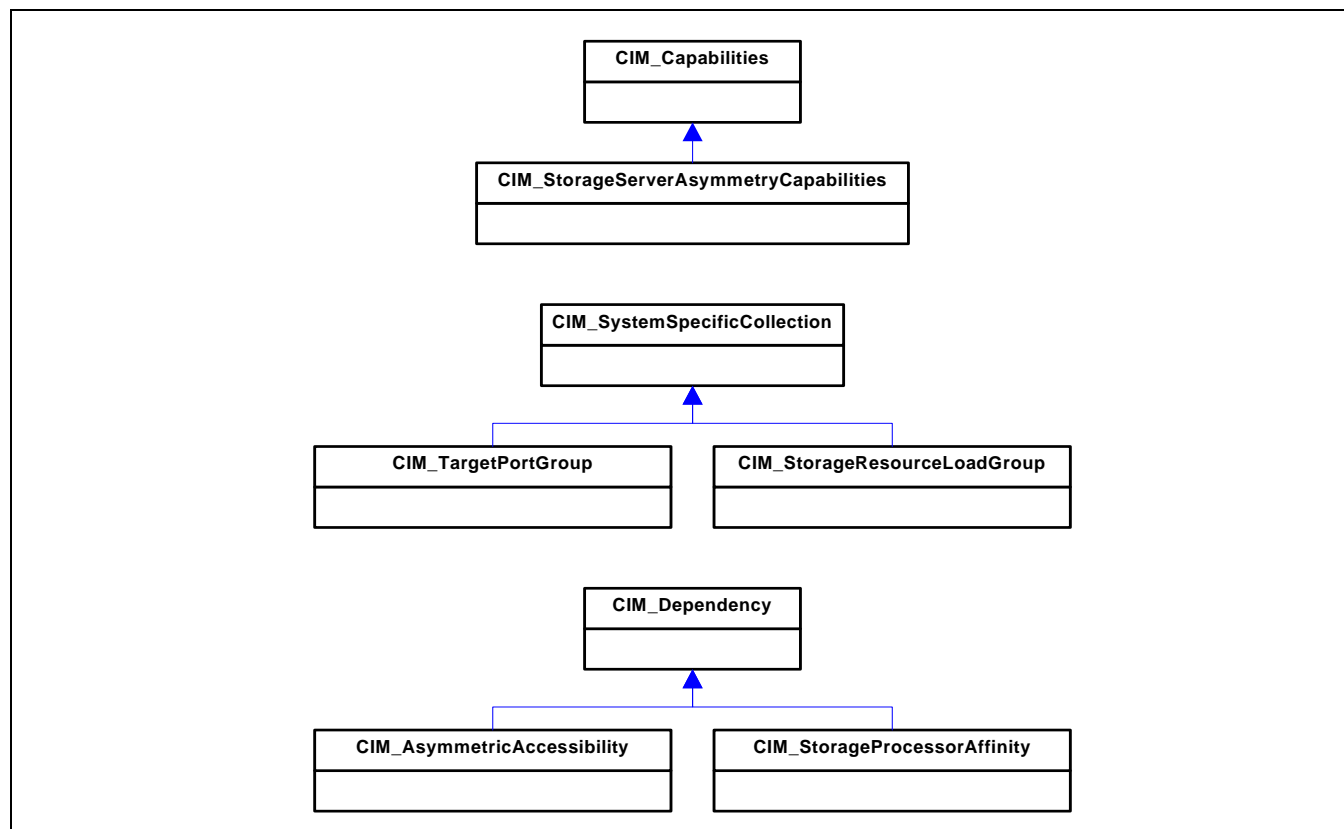 CIM_Capabilities
CIM_StorageServerAsymmetryCapabilities
CIM_SystemSpecificCollection
CIM_TargetPortGroup
CIM_StorageResourceLoadGroup
CIM_Dependency
CIM_AsymmetricAccessibility
CIM_StorageProcessorAffinity